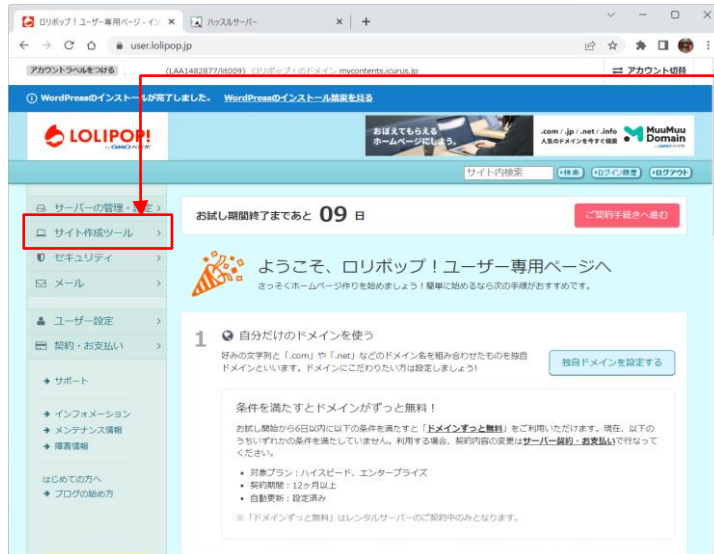 ロリポップ！ユーザー専用ページ - イン
ハッスルサーバー
user.lolipop.jp
アカウントラベルをつける
(LAA1482877/lit009) ロリポップ！のドメイン mycontents.icurus.jp
アカウント切替
WordPressのインストールが完了しました。 WordPressのインストール結果を見る
LOLIPOP!
by GMOペパボ
おぼえてもらえる
ホームページにしよう。
.com / .jp / .net / .info
人気のドメインを今すぐ検索
MuuMuu Domain
by GMOペパボ
サイト内検索
検索
ログイン履歴
ログアウト
サーバーの管理・設定
サイト作成ツール
セキュリティ
メール
ユーザー設定
契約・お支払い
サポート
インフォメーション
メンテナンス情報
障害情報
はじめての方へ
ブログの始め方
お試し期間終了まであと 09 日
ご契約手続きへ進む
ようこそ、ロリポップ！ユーザー専用ページへ
さっそくホームページ作りを始めましょう！簡単に始めるなら次の手順がおすすめです。
1 自分だけのドメインを使う
好みの文字列と「.com」や「.net」などのドメイン名を組み合わせたものを独自
ドメインといいます。ドメインにこだわりたい方は設定しましょう!
独自ドメインを設定する
条件を満たすとドメインがずっと無料！
お試し開始から6日以内に以下の条件を満たすと「ドメインずっと無料」をご利用いただけます。現在、以下の
うちいずれかの条件を満たしていません。利用する場合、契約内容の変更はサーバー契約・お支払いで行なって
ください。
• 対象プラン：ハイスピード、エンタープライズ
• 契約期間：12ヶ月以上
• 自動更新：設定済み
※「ドメインずっと無料」はレンタルサーバーのご契約中のみとなります。